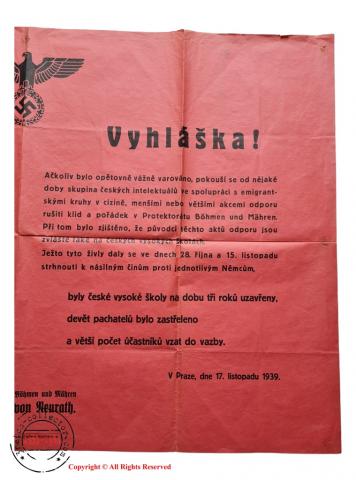 Vyhláška!
Ačkoliv bylo opětovně vážně varováno, pokouší se od nějaké
doby skupina českých intelektuálů ve spolupráci s emigrant-
skými kruhy v cizině, menšími nebo většími akcemi odporu
rušiti klid a pořádek v Protektorátu Böhmen und Mähren.
Při tom bylo zjištěno, že původci těchto aktů odporu jsou
zvláště také na českých vysokých školách.
Ježto tyto živly daly se ve dnech 28. října a 15. listopadu
strhnouti k násilným činům proti jednotlivým Němcům,
byly české vysoké školy na dobu tří roků uzavřeny,
devět pachatelů bylo zastřeleno
a větší počet účastníků vzat do vazby.
V Praze, dne 17. listopadu 1939.
Böhmen und Mähren
von Neurath.
Copyright © All Rights Reserved